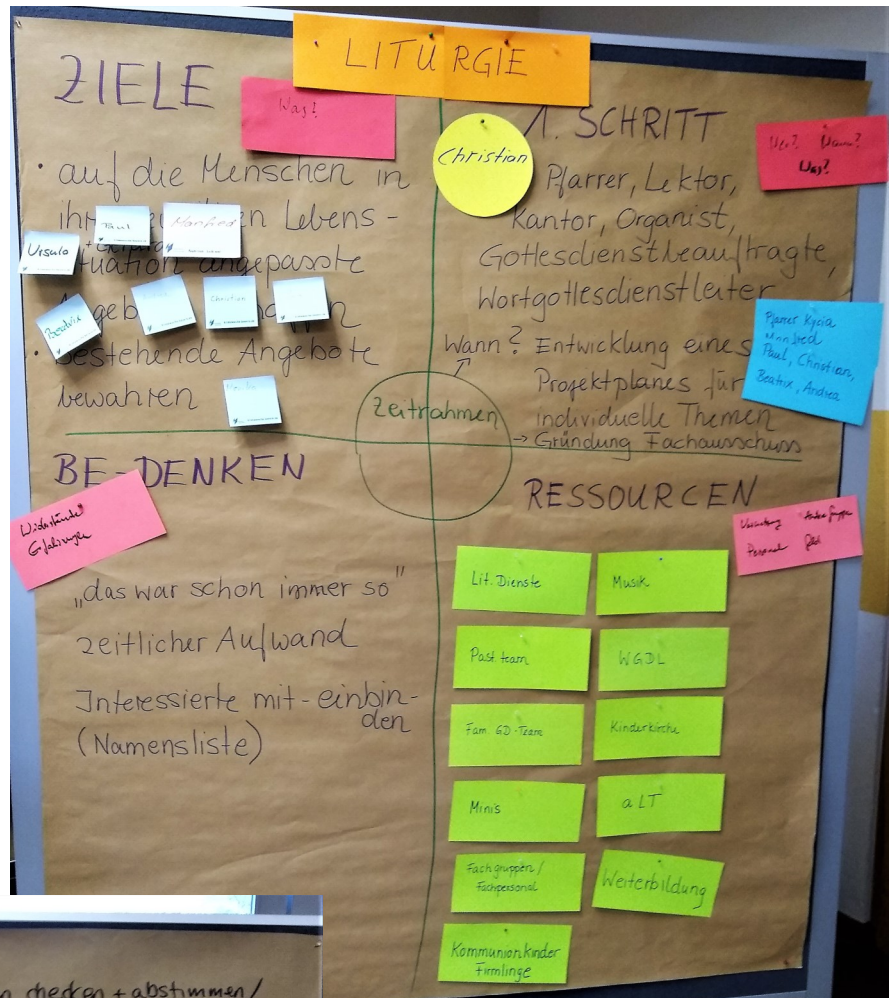 LITURGIE
ZIELE
Was?
• auf die Menschen in
ihr Lebens-
angepasste
• Bestehende Angebote
bewahren
Paul
Manfred
Ursula
Beatrix
Christian
Christian
1. SCHRITT
Wer? Wann?
Was?
Pfarrer, Lektor,
Kantor, Organist,
Gottesdienstbeauftragte,
Wortgottesdienstleiter
Wann? Entwicklung eines
Projektplanes für
individuelle Themen
→ Gründung Fachausschuss
Pfarrer Kycia
Manfred
Paul, Christian,
Beatrix, Andrea
Zeitrahmen
BE-DENKEN
Widerstände
Erfahrungen
„das war schon immer so"
zeitlicher Aufwand
Interessierte mit-einbin-
den
(Namensliste)
RESSOURCEN
Personal Geld
Lit. Dienste
Musik
Past. team
WGDL
Fam. GD-Team
Kinderkirche
Minis
a LT
Fachgruppen /
Fachpersonal
Weiterbildung
Kommunionkinder
Firmlinge
checken + abstimmen /